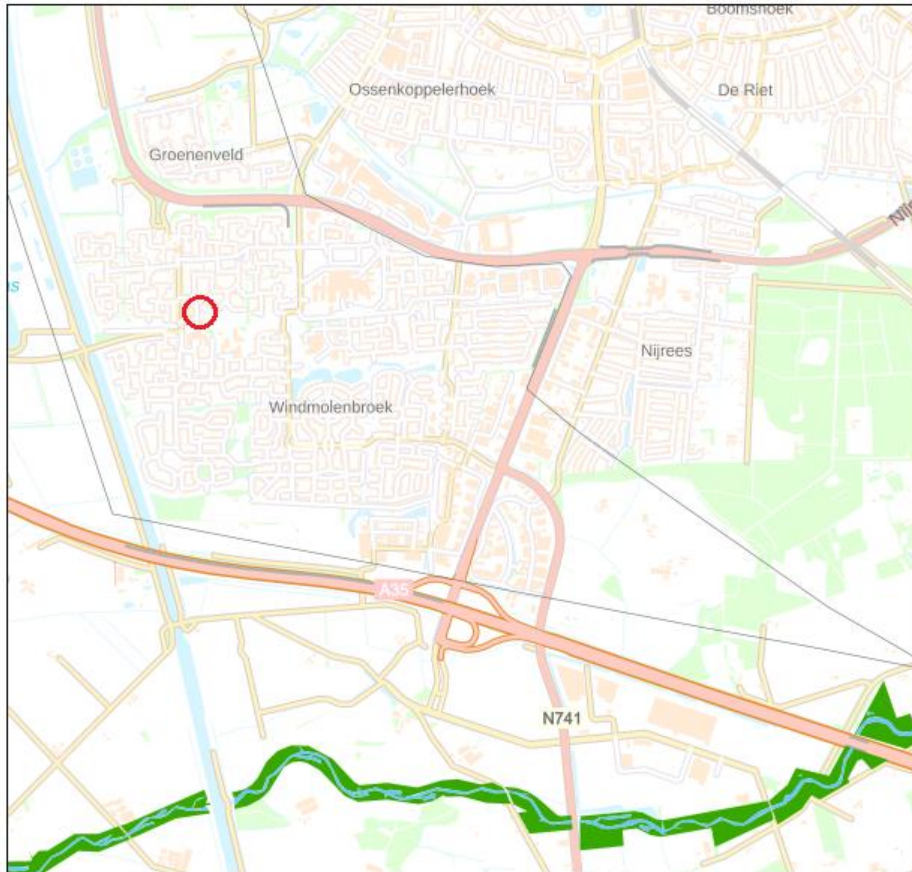 Boomshoek
Ossenkoppelerhoek
De Riet
Groenenveld
Nijrees
Windmolenbroek
A35
N741